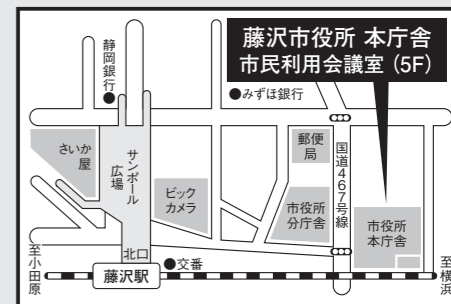 藤沢市役所 本庁舎
市民利用会議室（5F）
静岡銀行
みずほ銀行
さいか屋
サンパール広場
ビックカメラ
郵便局
国道467号線
市役所分庁舎
市役所本庁舎
北口
交番
藤沢駅
至小田原
至横浜